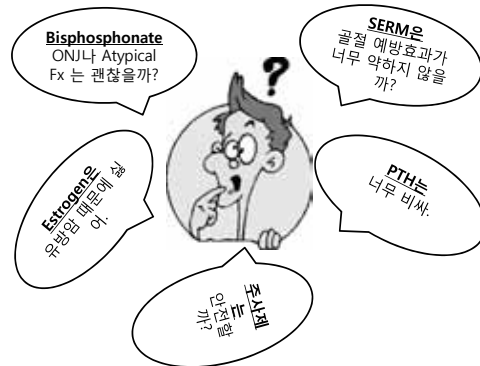 Bisphosphonate
ONJ나 Atypical
Fx 는 괜찮을까?
SERM은
골절 예방효과가
너무 약하지 않을
까?
?
Estrogen은
유방암 때문에 싫
어.
PTH는
너무 비싸.
주사제
는
안전할
까?